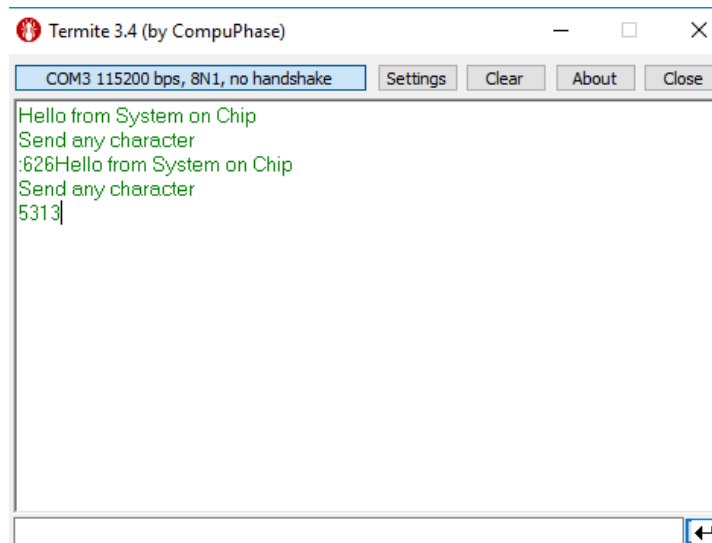 Termite 3.4 (by CompuPhase)
COM3 115200 bps, 8N1, no handshake Settings Clear About Close
Hello from System on Chip
Send any character
:626Hello from System on Chip
Send any character
5313